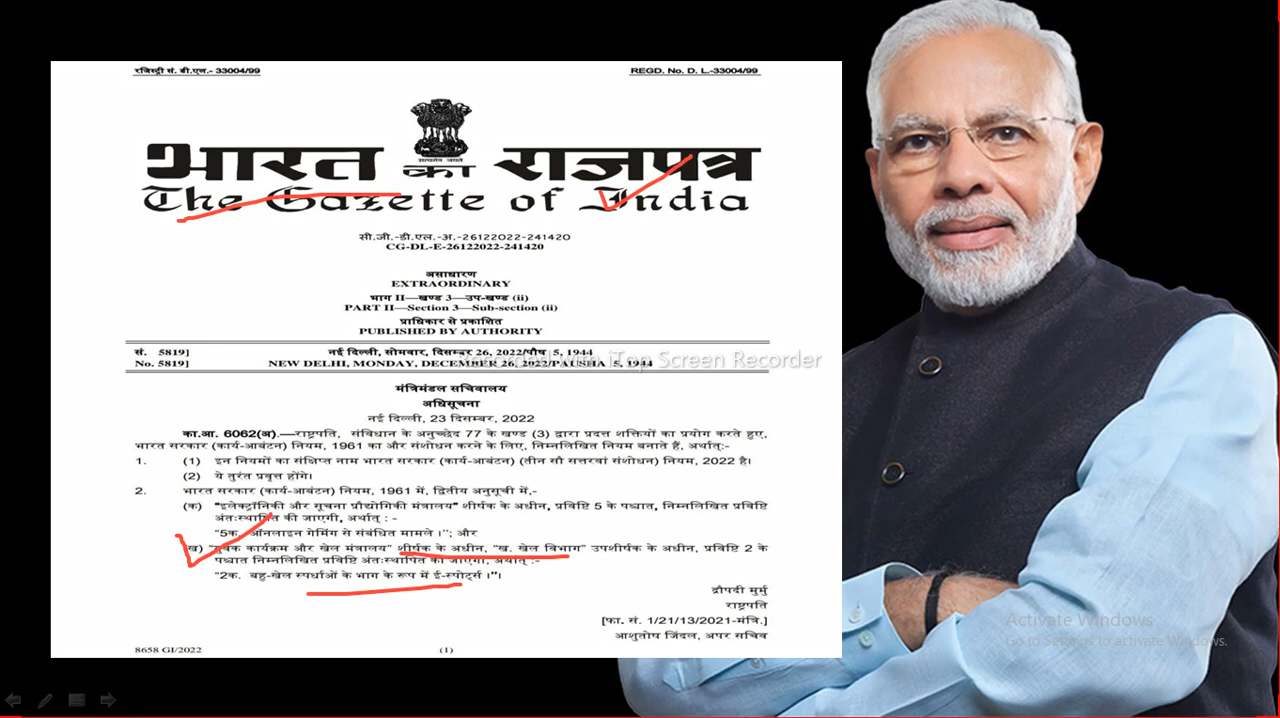 रजिस्ट्री सं. डी.एल.- 33004/99
REGD. No. D. L.-33004/99
सत्यमेव जयते
भारत का राजपत्र
The Gazette of India
सी.जी.-डी.एल.-अ.-26122022-241420
CG-DL-E-26122022-241420
असाधारण
EXTRAORDINARY
भाग II—खण्ड 3—उप-खण्ड (ii)
PART II—Section 3—Sub-section (ii)
प्राधिकार से प्रकाशित
PUBLISHED BY AUTHORITY
सं. 5819] नई दिल्ली, सोमवार, दिसम्बर 26, 2022/पौष 5, 1944
No. 5819] NEW DELHI, MONDAY, DECEMBER 26, 2022/PAUSHA 5, 1944
Recorded with iTop Screen Recorder
मंत्रिमंडल सचिवालय
अधिसूचना
नई दिल्ली, 23 दिसम्बर, 2022
का.आ. 6062(अ).—राष्ट्रपति, संविधान के अनुच्छेद 77 के खण्ड (3) द्वारा प्रदत्त शक्तियों का प्रयोग करते हुए,
भारत सरकार (कार्य-आबंटन) नियम, 1961 का और संशोधन करने के लिए, निम्नलिखित नियम बनाते हैं, अर्थात्:-
1. (1) इन नियमों का संक्षिप्त नाम भारत सरकार (कार्य-आबंटन) (तीन सौ सत्तरवां संशोधन) नियम, 2022 है।
(2) ये तुरंत प्रवृत्त होंगे।
2. भारत सरकार (कार्य-आबंटन) नियम, 1961 में, द्वितीय अनुसूची में,-
(क) "इलेक्ट्रॉनिकी और सूचना प्रौद्योगिकी मंत्रालय" शीर्षक के अधीन, प्रविष्टि 5 के पश्चात, निम्नलिखित प्रविष्टि
अंतःस्थापित की जाएगी, अर्थात् : -
"5क. ऑनलाइन गेमिंग से संबंधित मामले।"; और
(ख) "युवक कार्यक्रम और खेल मंत्रालय" शीर्षक के अधीन, "ख. खेल विभाग" उपशीर्षक के अधीन, प्रविष्टि 2 के
पश्चात निम्नलिखित प्रविष्टि अंतःस्थापित की जाएगी, अर्थात् :-
"2क. बहु-खेल स्पर्धाओं के भाग के रूप में ई-स्पोर्ट्स।"।
द्रौपदी मुर्मु
राष्ट्रपति
[फा. सं. 1/21/13/2021-मंत्रि.]
आशुतोष जिंदल, अपर सचिव
8658 GI/2022 (1)
Activate Windows
Go to Settings to activate Windows.